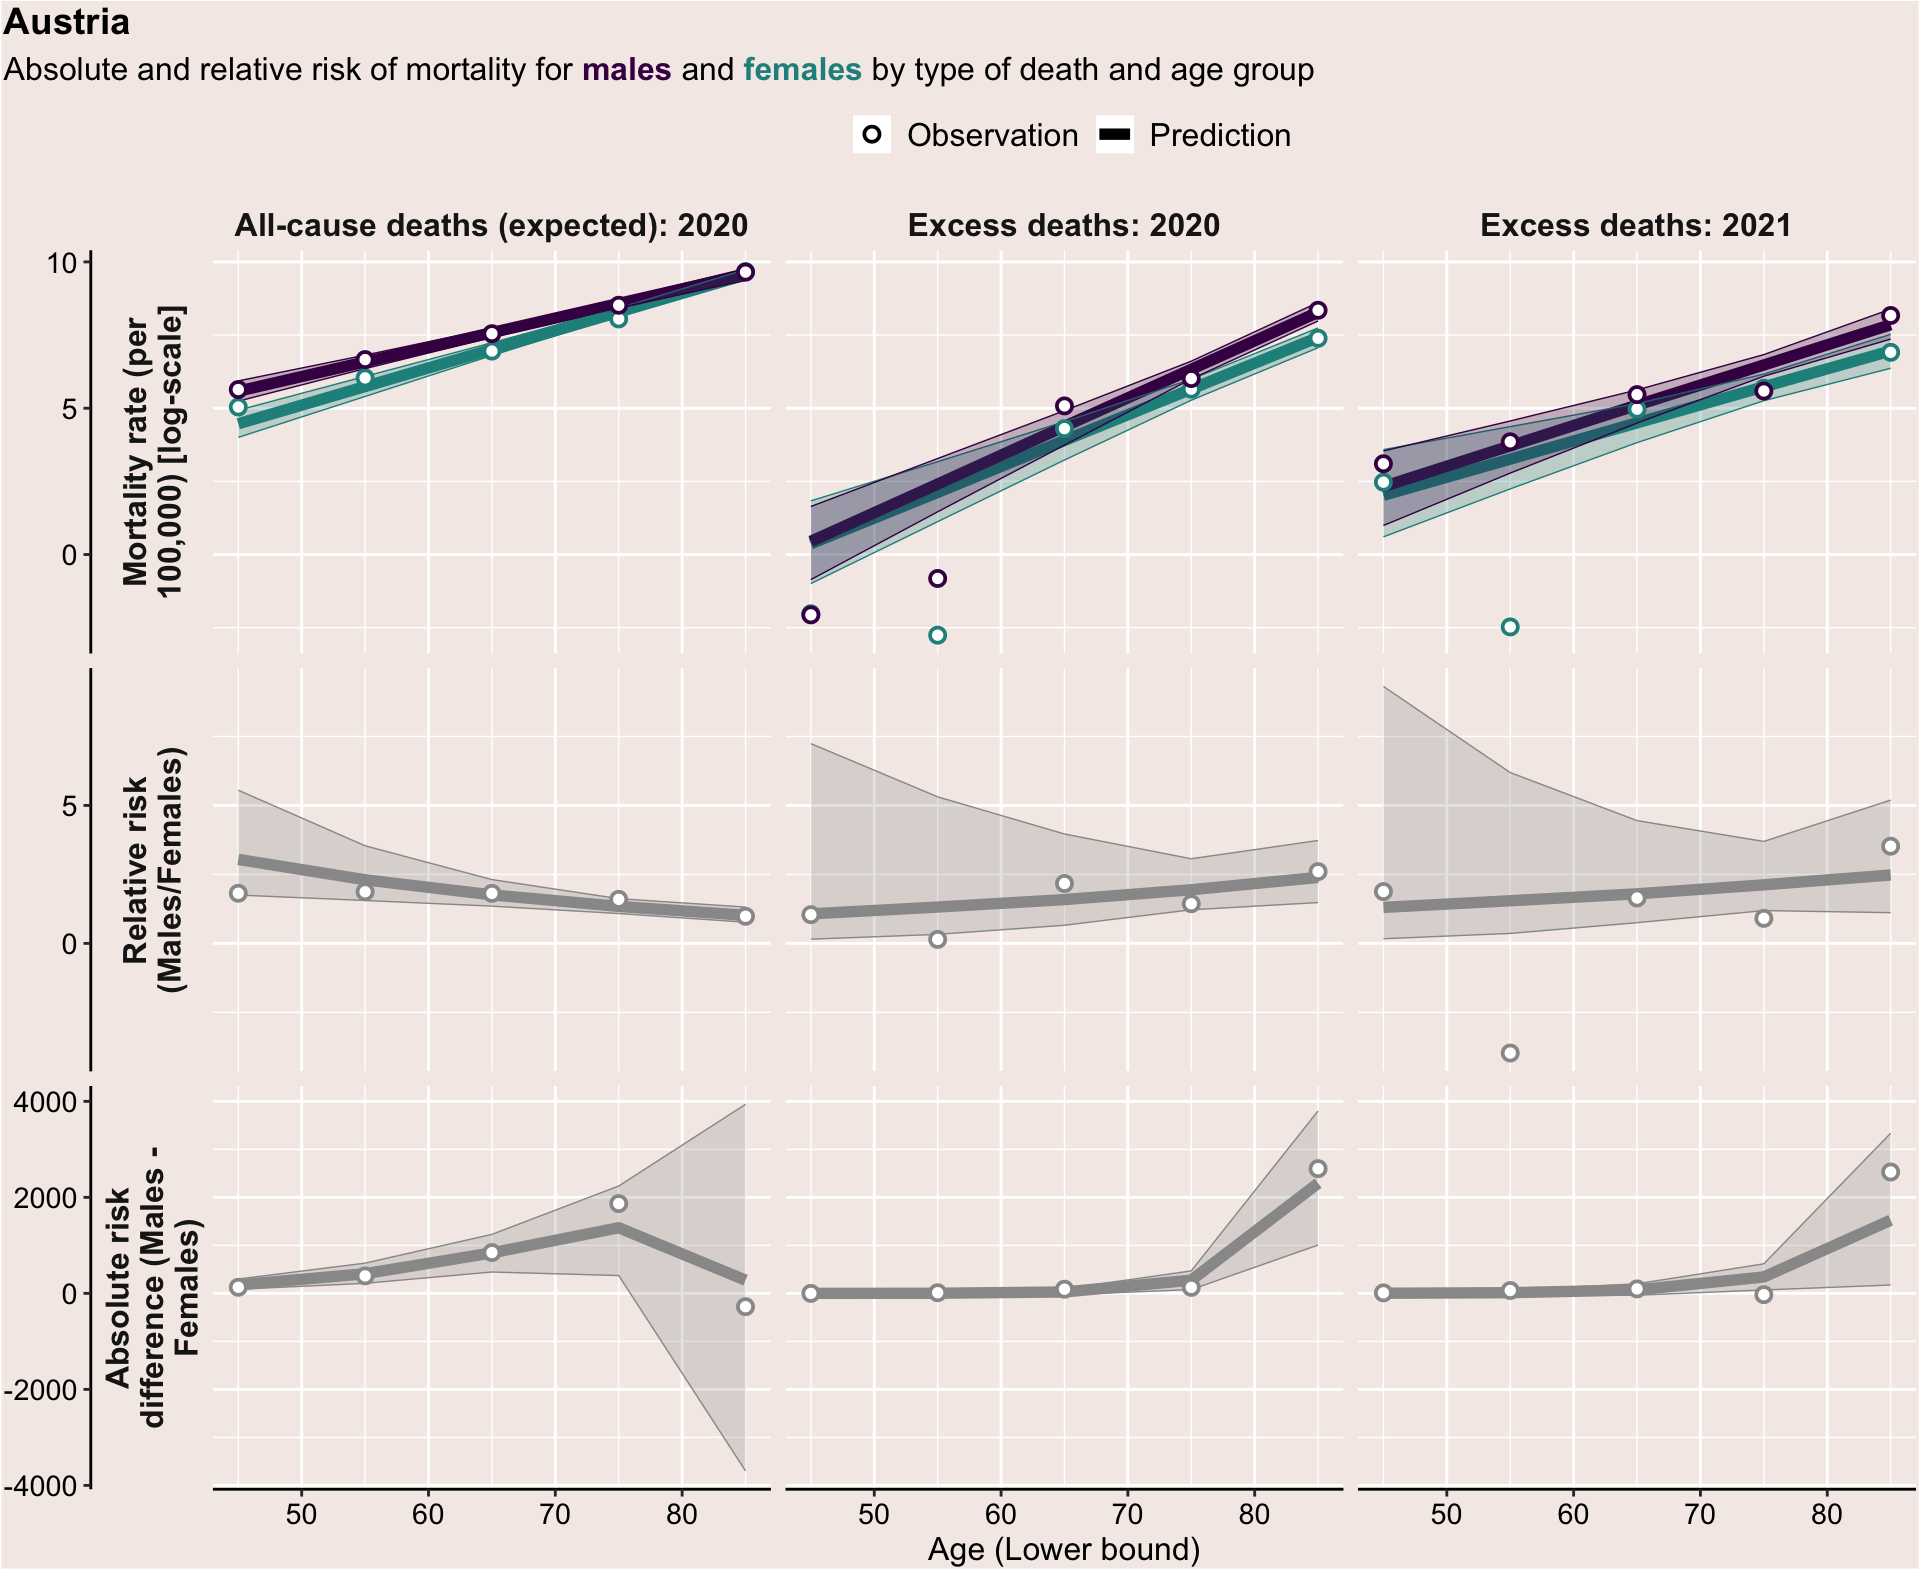 Austria
Absolute and relative risk of mortality for males and females by type of death and age group
Observation Prediction
All-cause deaths (expected): 2020
Excess deaths: 2020
Excess deaths: 2021
Mortality rate (per
100,000) [log-scale]
10
5
0
Relative risk
(Males/Females)
5
0
Absolute risk
difference (Males -
Females)
4000
2000
0
-2000
-4000
50 60 70 80
50 60 70 80
50 60 70 80
Age (Lower bound)